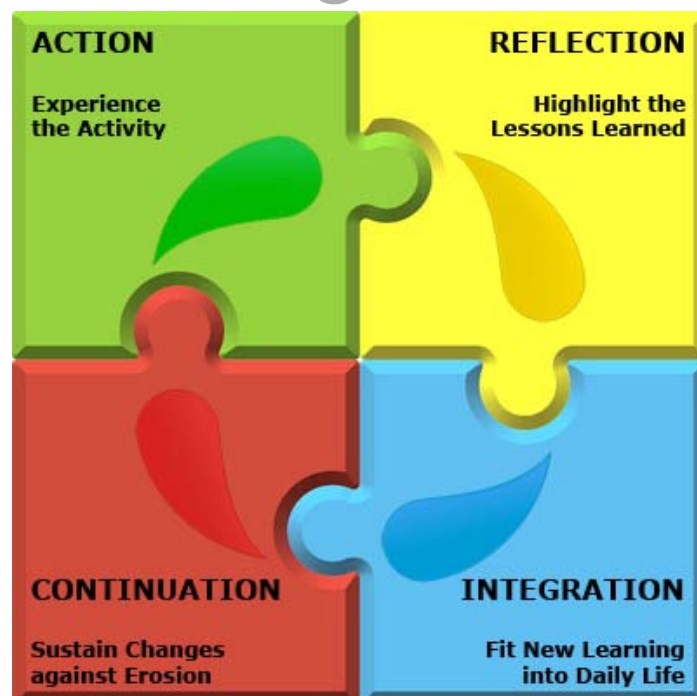 ACTION
Experience
the Activity
REFLECTION
Highlight the
Lessons Learned
CONTINUATION
Sustain Changes
against Erosion
INTEGRATION
Fit New Learning
into Daily Life